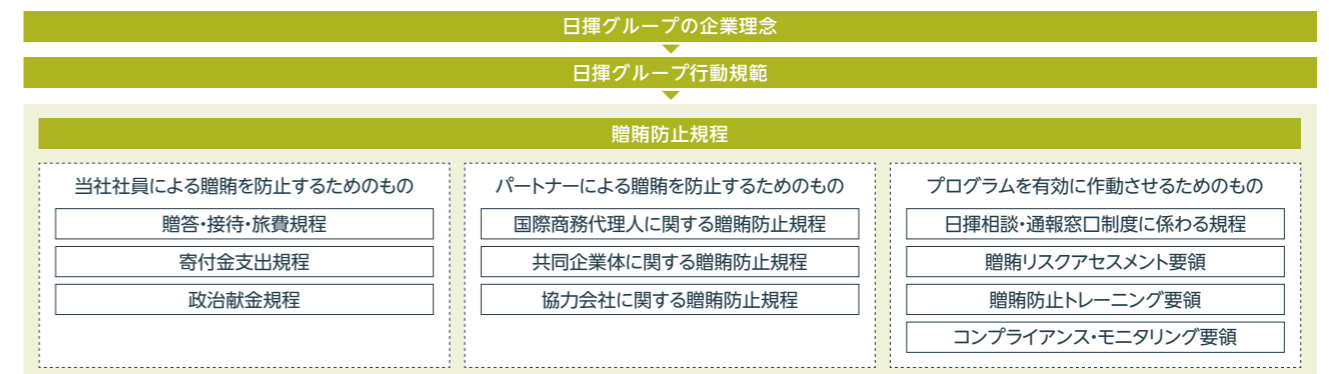 日揮グループの企業理念
日揮グループ行動規範
贈賄防止規程
当社社員による贈賄を防止するためのもの
贈答・接待・旅費規程
寄付金支出規程
政治献金規程
パートナーによる贈賄を防止するためのもの
国際商務代理人に関する贈賄防止規程
共同企業体に関する贈賄防止規程
協力会社に関する贈賄防止規程
プログラムを有効に作動させるためのもの
日揮相談・通報窓口制度に係わる規程
贈賄リスクアセスメント要領
贈賄防止トレーニング要領
コンプライアンス・モニタリング要領